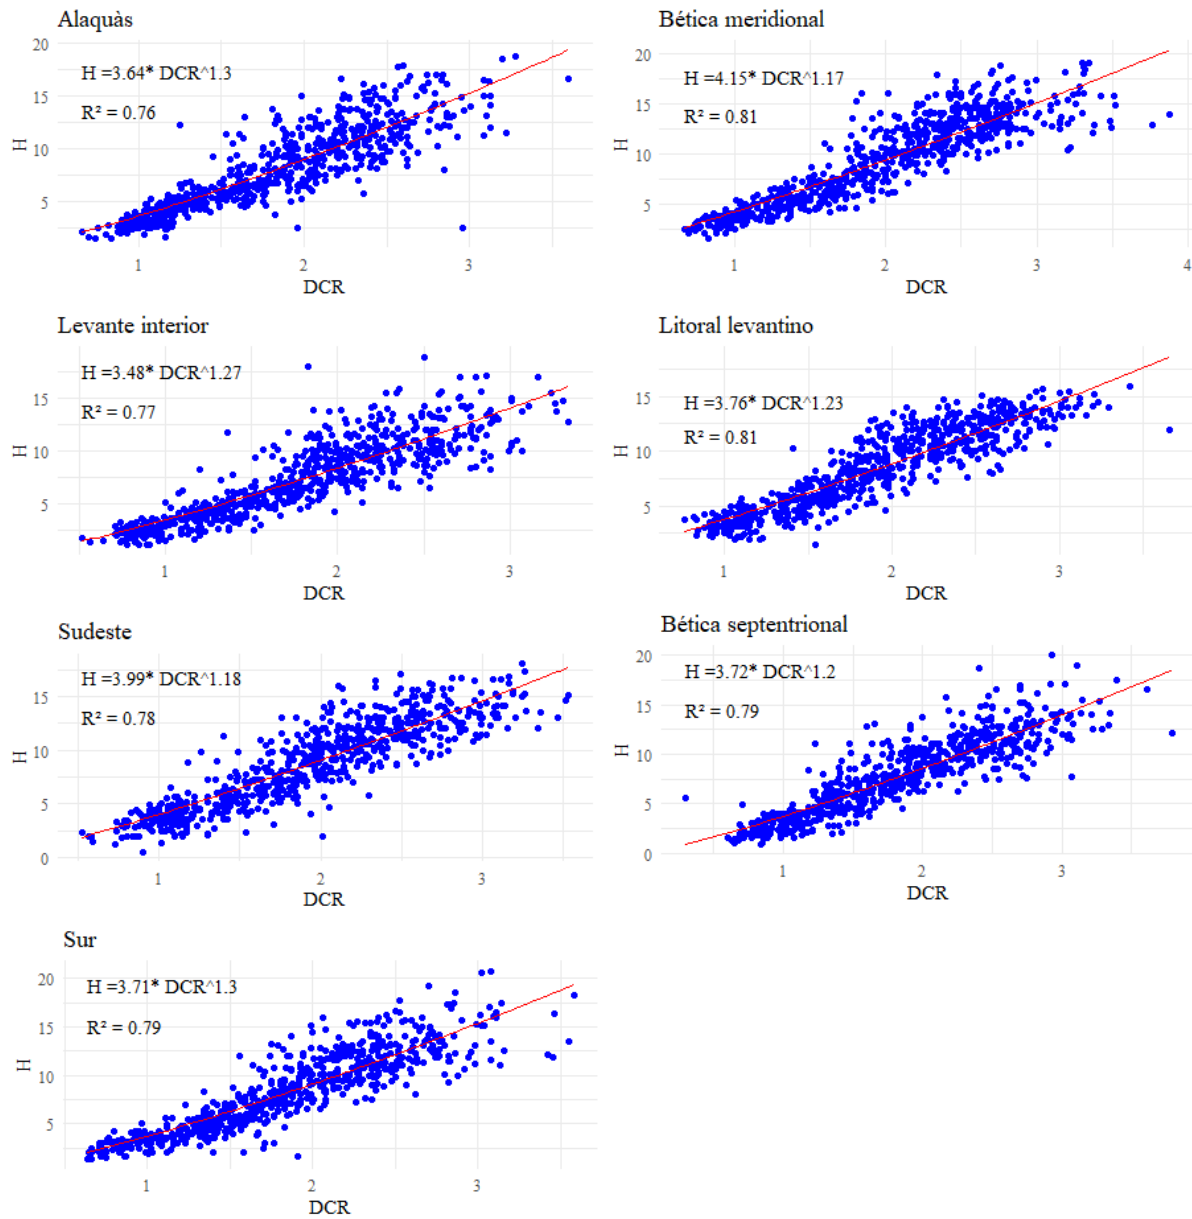 Alaquàs
H =3.64* DCR^1.3
R² = 0.76
20
15
10
5
H
1
2
3
DCR
Bética meridional
H =4.15* DCR^1.17
R² = 0.81
20
15
10
5
H
1
2
3
4
DCR
Levante interior
H =3.48* DCR^1.27
R² = 0.77
15
10
5
H
1
2
3
DCR
Litoral levantino
H =3.76* DCR^1.23
R² = 0.81
15
10
5
H
1
2
3
DCR
Sudeste
H =3.99* DCR^1.18
R² = 0.78
15
10
5
0
H
1
2
3
DCR
Bética septentrional
H =3.72* DCR^1.2
R² = 0.79
20
15
10
5
0
H
1
2
3
DCR
Sur
H =3.71* DCR^1.3
R² = 0.79
20
15
10
5
H
1
2
3
DCR